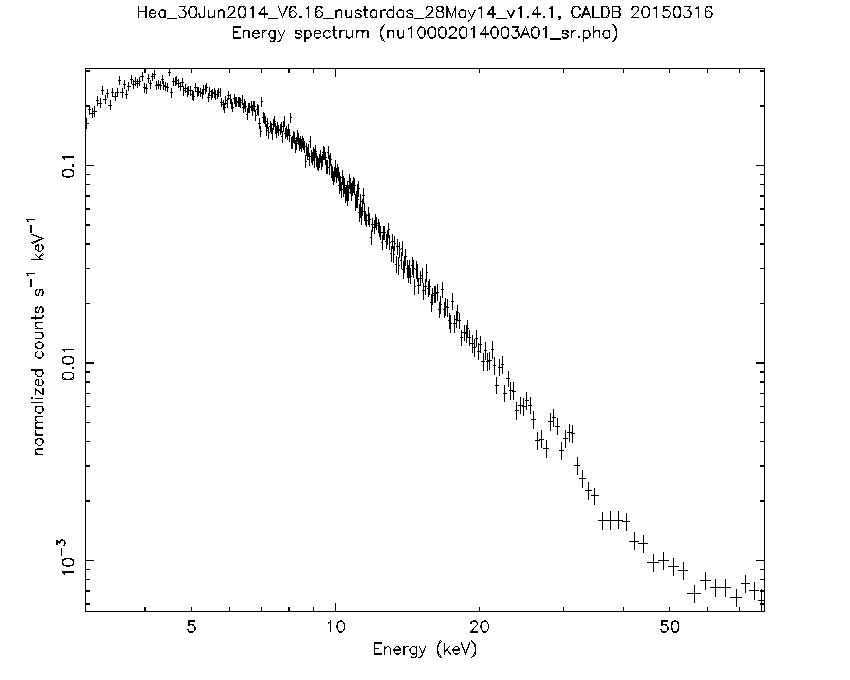 Hea_30Jun2014_V6.16_nustardas_28May14_v1.4.1, CALDB 20150316
Energy spectrum (nu10002014003A01_sr.pha)
normalized counts s⁻¹ keV⁻¹
0.1
0.01
10⁻³
5 10 20 50
Energy (keV)